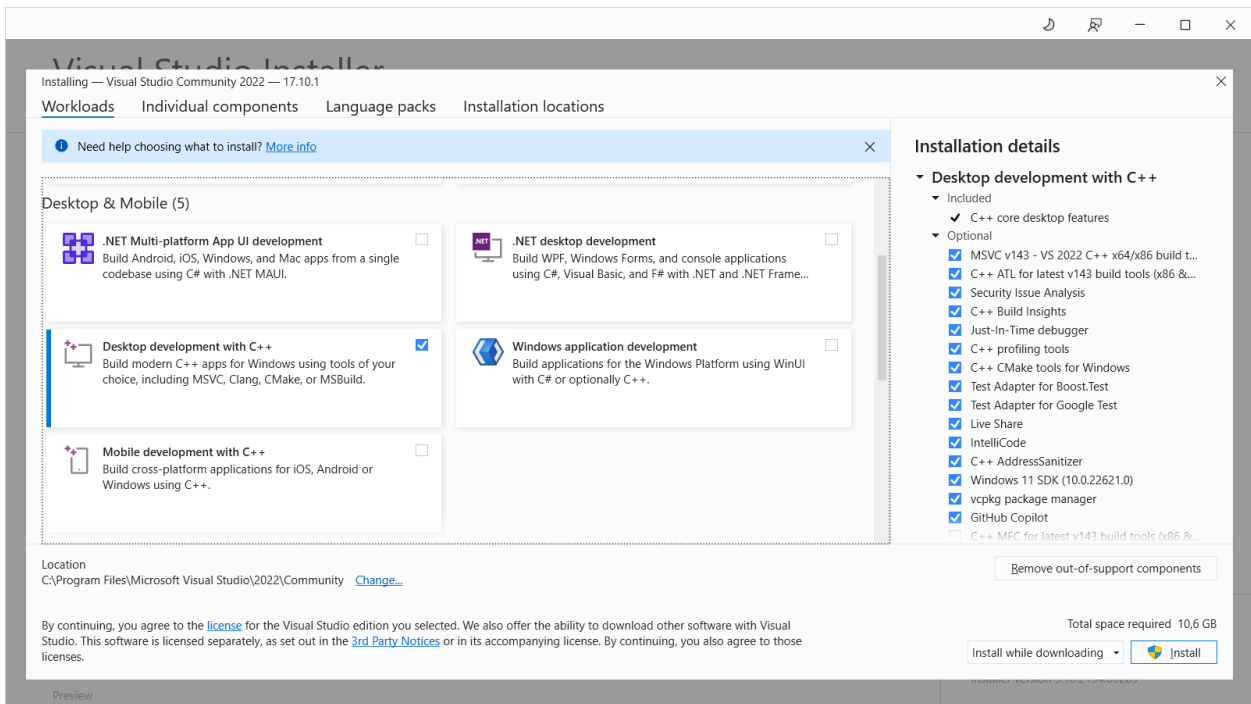 Visual Studio Installer
Installing — Visual Studio Community 2022 — 17.10.1
Workloads
Individual components
Language packs
Installation locations
Need help choosing what to install? More info
Desktop & Mobile (5)
.NET Multi-platform App UI development
Build Android, iOS, Windows, and Mac apps from a single
codebase using C# with .NET MAUI.
.NET
.NET desktop development
Build WPF, Windows Forms, and console applications
using C#, Visual Basic, and F# with .NET and .NET Frame...
Desktop development with C++
Build modern C++ apps for Windows using tools of your
choice, including MSVC, Clang, CMake, or MSBuild.
Windows application development
Build applications for the Windows Platform using WinUI
with C# or optionally C++.
Mobile development with C++
Build cross-platform applications for iOS, Android or
Windows using C++.
Installation details
Desktop development with C++
Included
C++ core desktop features
Optional
MSVC v143 - VS 2022 C++ x64/x86 build t...
C++ ATL for latest v143 build tools (x86 &...
Security Issue Analysis
C++ Build Insights
Just-In-Time debugger
C++ profiling tools
C++ CMake tools for Windows
Test Adapter for Boost.Test
Test Adapter for Google Test
Live Share
IntelliCode
C++ AddressSanitizer
Windows 11 SDK (10.0.22621.0)
vcpkg package manager
GitHub Copilot
C++ MFC for latest v143 build tools (x86 &...
Location
C:\Program Files\Microsoft Visual Studio\2022\Community Change...
Remove out-of-support components
By continuing, you agree to the license for the Visual Studio edition you selected. We also offer the ability to download other software with Visual
Studio. This software is licensed separately, as set out in the 3rd Party Notices or in its accompanying license. By continuing, you also agree to those
licenses.
Total space required 10,6 GB
Install while downloading
Install
Preview